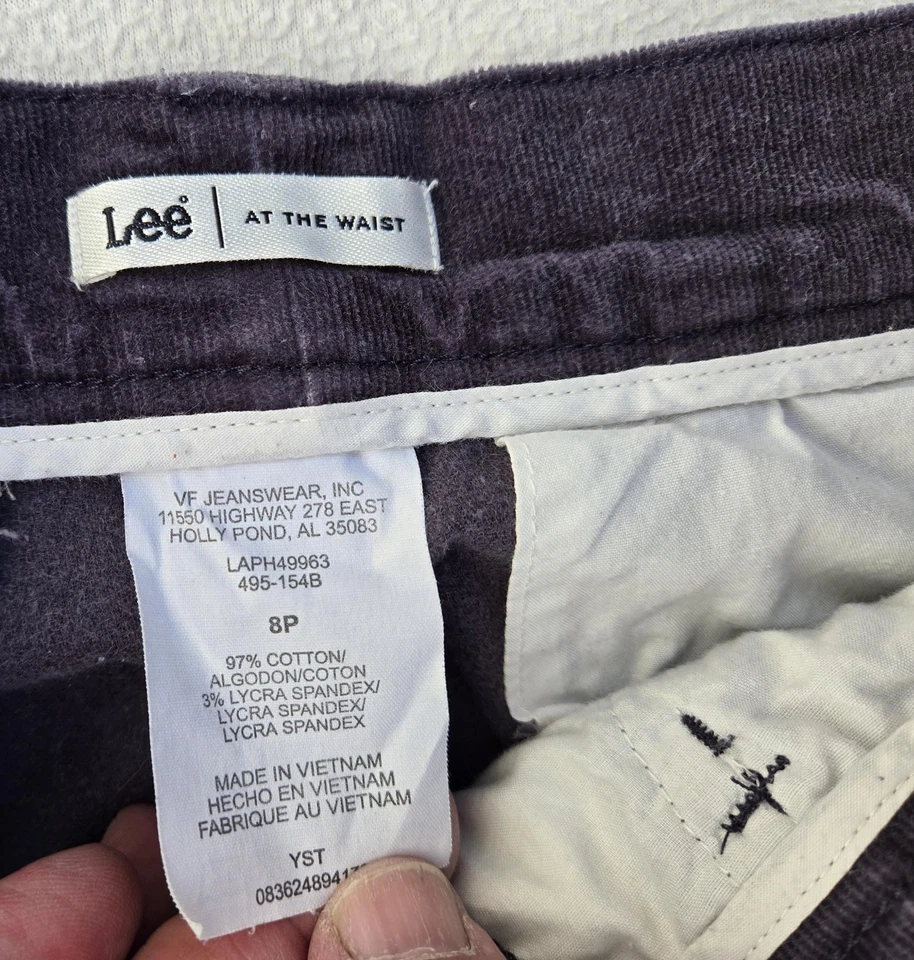 Lee® | AT THE WAIST
VF JEANSWEAR, INC
11550 HIGHWAY 278 EAST
HOLLY POND, AL 35083
LAPH49963
495-154B
8P
97% COTTON/
ALGODON/COTON
3% LYCRA SPANDEX/
LYCRA SPANDEX/
LYCRA SPANDEX
MADE IN VIETNAM
HECHO EN VIETNAM
FABRIQUE AU VIETNAM
YST